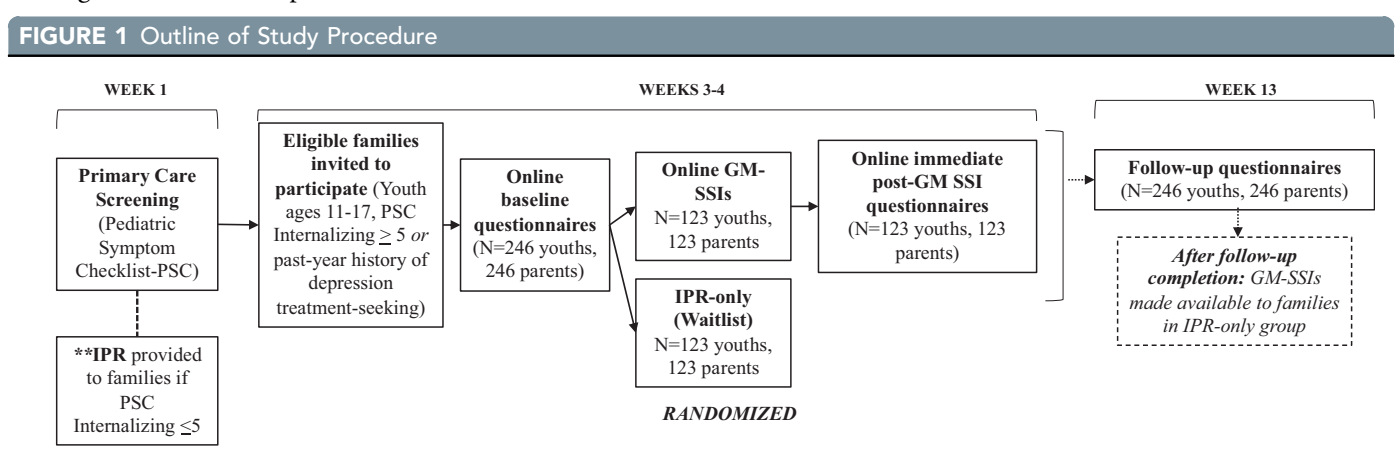 FIGURE 1 Outline of Study Procedure
WEEK 1
WEEKS 3-4
WEEK 13
Primary Care
Screening
(Pediatric
Symptom
Checklist-PSC)
**IPR provided
to families if
PSC
Internalizing ≤5
Eligible families
invited to
participate (Youth
ages 11-17, PSC
Internalizing ≥ 5 or
past-year history of
depression
treatment-seeking)
Online
baseline
questionnaires
(N=246 youths,
246 parents)
Online GM-
SSIs
N=123 youths,
123 parents
IPR-only
(Waitlist)
N=123 youths,
123 parents
RANDOMIZED
Online immediate
post-GM SSI
questionnaires
(N=123 youths, 123
parents)
Follow-up questionnaires
(N=246 youths, 246 parents)
After follow-up
completion: GM-SSIs
made available to families
in IPR-only group